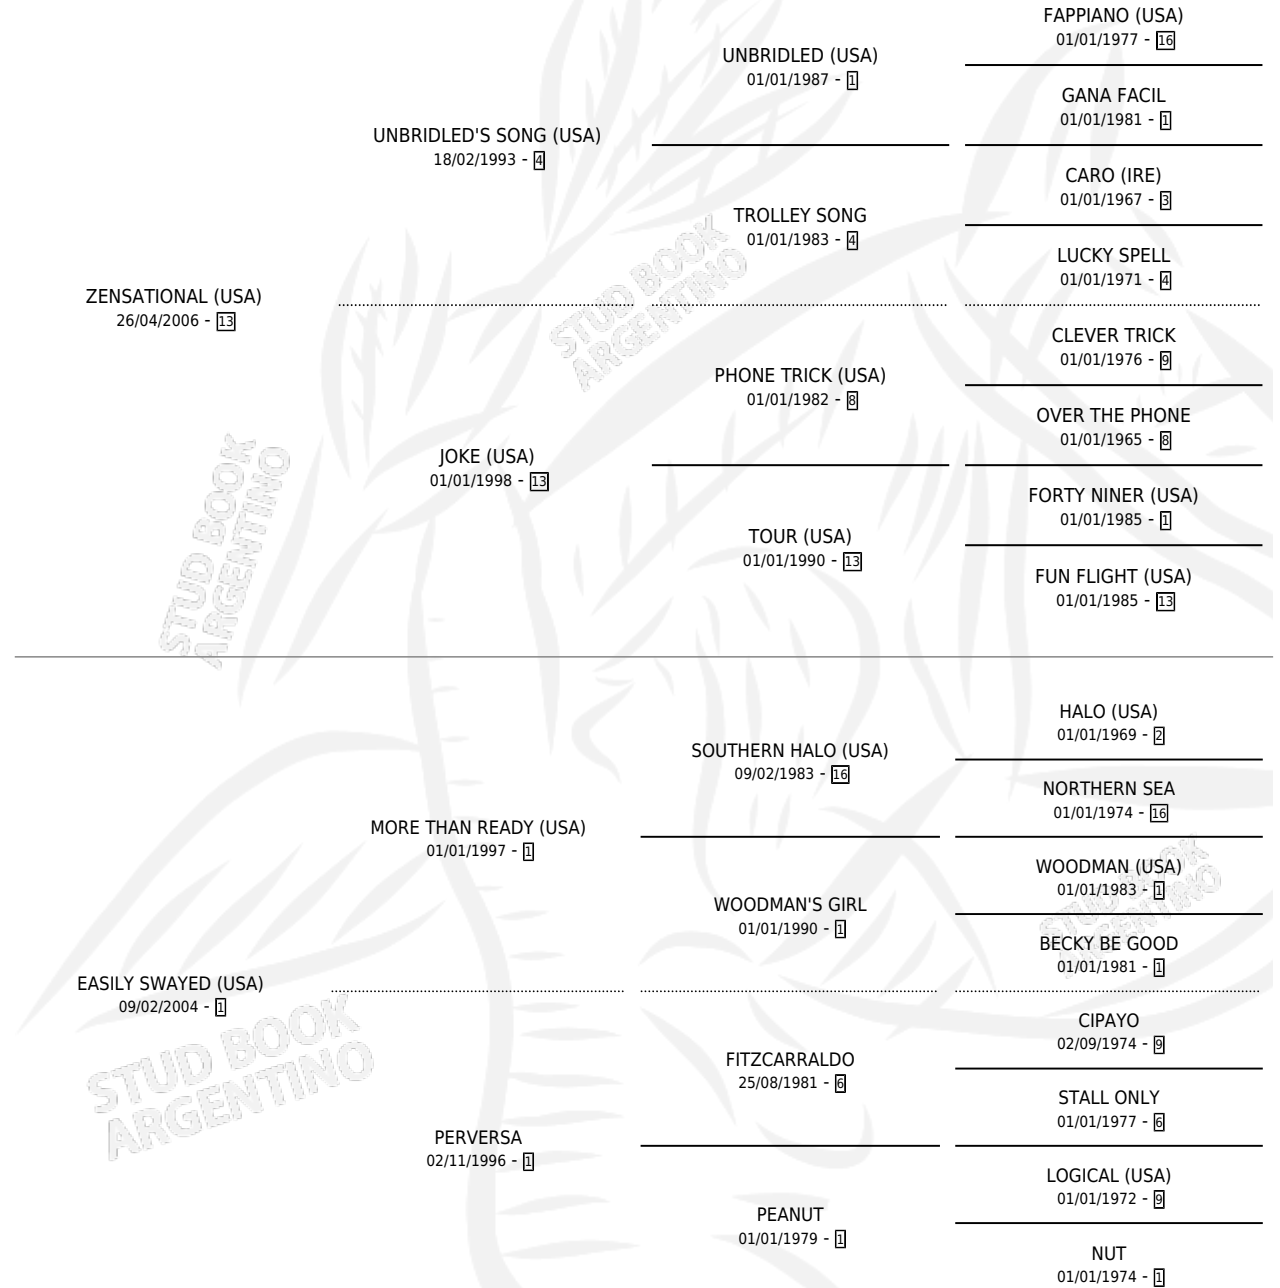 FAPPIANO (USA)
01/01/1977 - 16
UNBRIDLED (USA)
01/01/1987 - 1
GANA FACIL
01/01/1981 - 1
UNBRIDLED'S SONG (USA)
18/02/1993 - 4
CARO (IRE)
01/01/1967 - 3
TROLLEY SONG
01/01/1983 - 4
LUCKY SPELL
01/01/1971 - 4
ZENSATIONAL (USA)
26/04/2006 - 13
CLEVER TRICK
01/01/1976 - 9
PHONE TRICK (USA)
01/01/1982 - 8
OVER THE PHONE
01/01/1965 - 8
JOKE (USA)
01/01/1998 - 13
FORTY NINER (USA)
01/01/1985 - 1
TOUR (USA)
01/01/1990 - 13
FUN FLIGHT (USA)
01/01/1985 - 13
STUD BOOK
ARGENTINO
STUD BOOK
ARGENTINO
HALO (USA)
01/01/1969 - 2
SOUTHERN HALO (USA)
09/02/1983 - 16
NORTHERN SEA
01/01/1974 - 16
MORE THAN READY (USA)
01/01/1997 - 1
WOODMAN (USA)
01/01/1983 - 1
WOODMAN'S GIRL
01/01/1990 - 1
BECKY BE GOOD
01/01/1981 - 1
EASILY SWAYED (USA)
09/02/2004 - 1
CIPAYO
02/09/1974 - 9
FITZCARRALDO
25/08/1981 - 6
STALL ONLY
01/01/1977 - 6
PERVERSA
02/11/1996 - 1
LOGICAL (USA)
01/01/1972 - 9
PEANUT
01/01/1979 - 1
NUT
01/01/1974 - 1
STUD BOOK
ARGENTINO
STUD BOOK
ARGENTINO